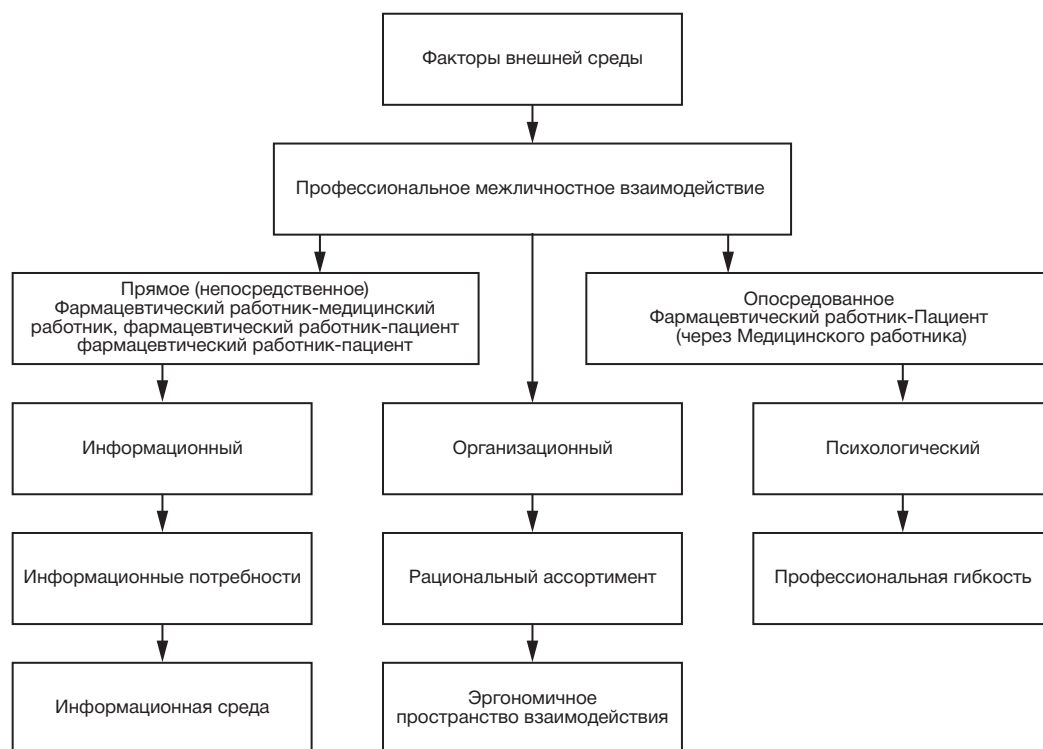 Факторы внешней среды
Профессиональное межличностное взаимодействие
Прямое (непосредственное)
Фармацевтический работник-медицинский
работник, фармацевтический работник-пациент
фармацевтический работник-пациент
Опосредованное
Фармацевтический работник-Пациент
(через Медицинского работника)
Информационный
Организационный
Психологический
Информационные потребности
Рациональный ассортимент
Профессиональная гибкость
Информационная среда
Эргономичное
пространство взаимодействия